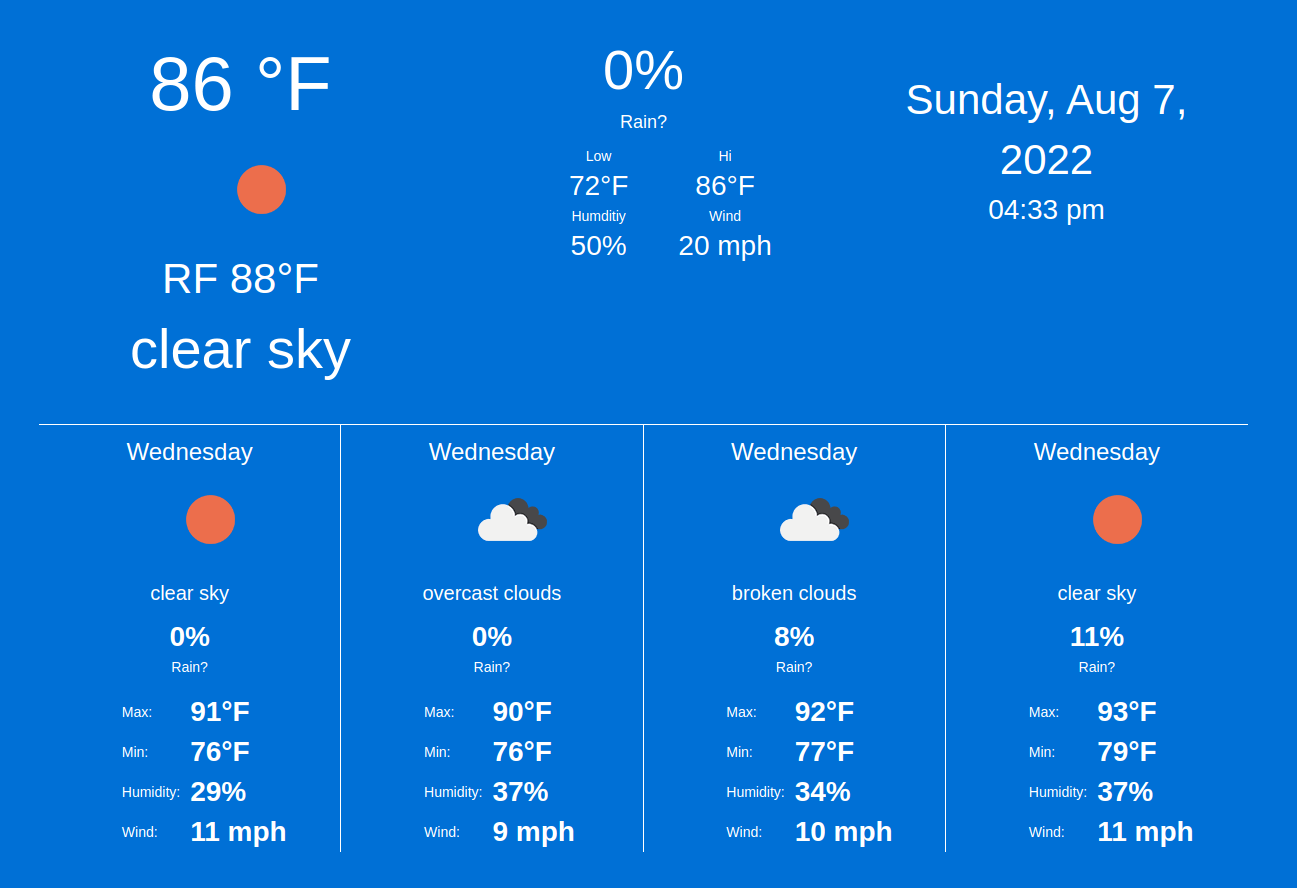 86 °F
RF 88°F
clear sky
0%
Rain?
Low Hi
72°F 86°F
Humditiy Wind
50% 20 mph
Sunday, Aug 7,
2022
04:33 pm
Wednesday
clear sky
0%
Rain?
Max: 91°F
Min: 76°F
Humidity: 29%
Wind: 11 mph
Wednesday
overcast clouds
0%
Rain?
Max: 90°F
Min: 76°F
Humidity: 37%
Wind: 9 mph
Wednesday
broken clouds
8%
Rain?
Max: 92°F
Min: 77°F
Humidity: 34%
Wind: 10 mph
Wednesday
clear sky
11%
Rain?
Max: 93°F
Min: 79°F
Humidity: 37%
Wind: 11 mph